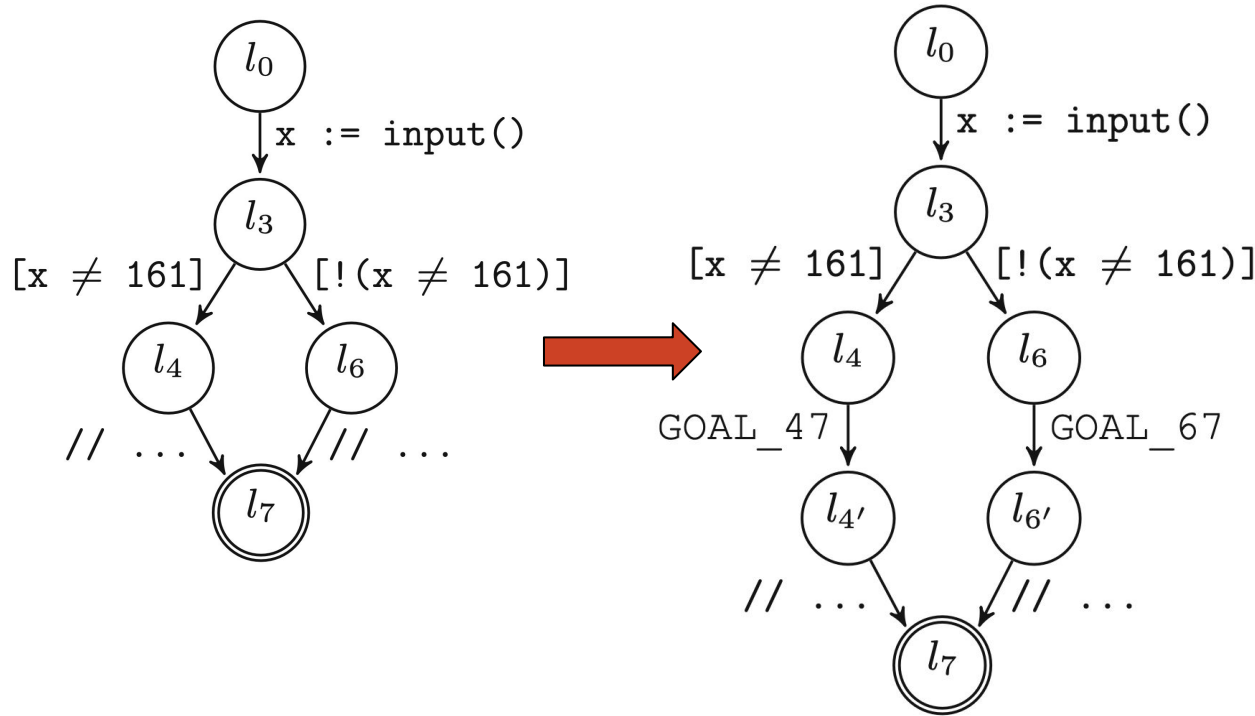 l0
x := input()
l3
[x ≠ 161] [!(x ≠ 161)]
l4 l6
// ... // ...
l7
l0
x := input()
l3
[x ≠ 161] [!(x ≠ 161)]
l4 l6
GOAL_47 GOAL_67
l4′ l6′
// ... // ...
l7